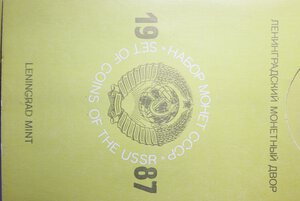 ЛЕНИНГРАДСКИЙ МОНЕТНЫЙ ДВОР
19 87
НАБОР МОНЕТ СССР •
SET OF COINS OF THE USSR •
LENINGRAD MINT